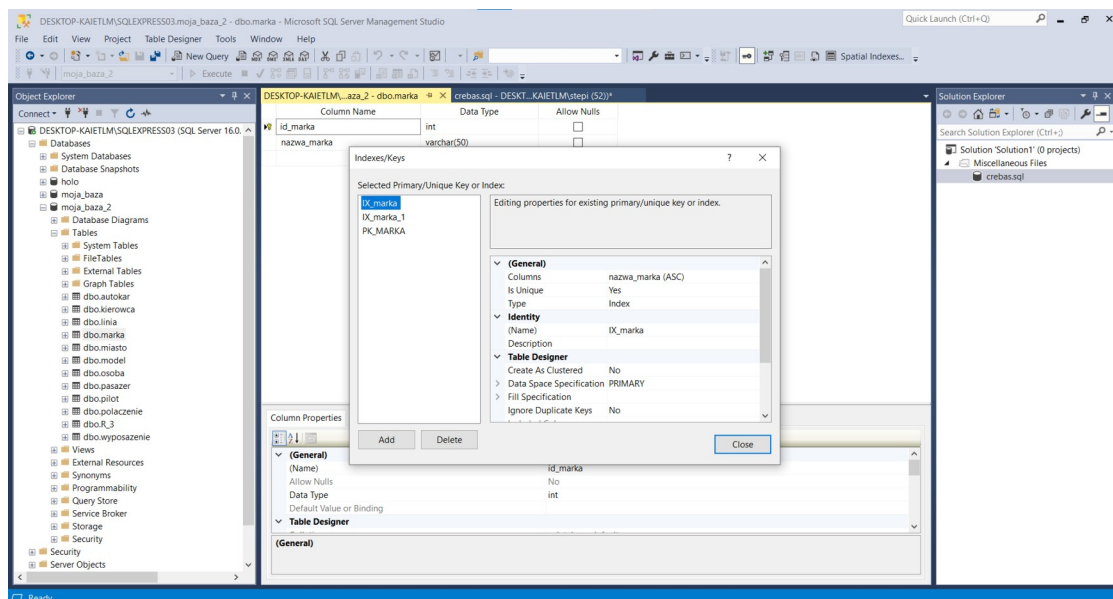 DESKTOP-KAIETLM\SQLEXPRESS03.moja_baza_2 - dbo.marka - Microsoft SQL Server Management Studio
Quick Launch (Ctrl+Q)
File Edit View Project Table Designer Tools Window Help
New Query
Spatial Indexes...
moja_baza_2
Execute
Object Explorer
Connect
DESKTOP-KAIETLM\SQLEXPRESS03 (SQL Server 16.0.
Databases
System Databases
Database Snapshots
holo
moja_baza
moja_baza_2
Database Diagrams
Tables
System Tables
FileTables
External Tables
Graph Tables
dbo.autokar
dbo.kierowca
dbo.linia
dbo.marka
dbo.miasto
dbo.model
dbo.osoba
dbo.pasazer
dbo.pilot
dbo.polaczenie
dbo.R_3
dbo.wyposazenie
Views
External Resources
Synonyms
Programmability
Query Store
Service Broker
Storage
Security
Security
Server Objects
DESKTOP-KAIETLM\...aza_2 - dbo.marka
crebas.sql - DESKT...KAIETLM\stepi (52))*
Column Name Data Type Allow Nulls
id_marka int
nazwa_marka varchar(50)
Indexes/Keys ?
Selected Primary/Unique Key or Index:
IX_marka
IX_marka_1
PK_MARKA
Add Delete
Editing properties for existing primary/unique key or index.
(General)
Columns nazwa_marka (ASC)
Is Unique Yes
Type Index
Identity
(Name) IX_marka
Description
Table Designer
Create As Clustered No
Data Space Specification PRIMARY
Fill Specification
Ignore Duplicate Keys No
Close
Column Properties
(General)
(Name) id_marka
Allow Nulls No
Data Type int
Default Value or Binding
Table Designer
(General)
Solution Explorer
Search Solution Explorer (Ctrl+;)
Solution 'Solution1' (0 projects)
Miscellaneous Files
crebas.sql
Ready